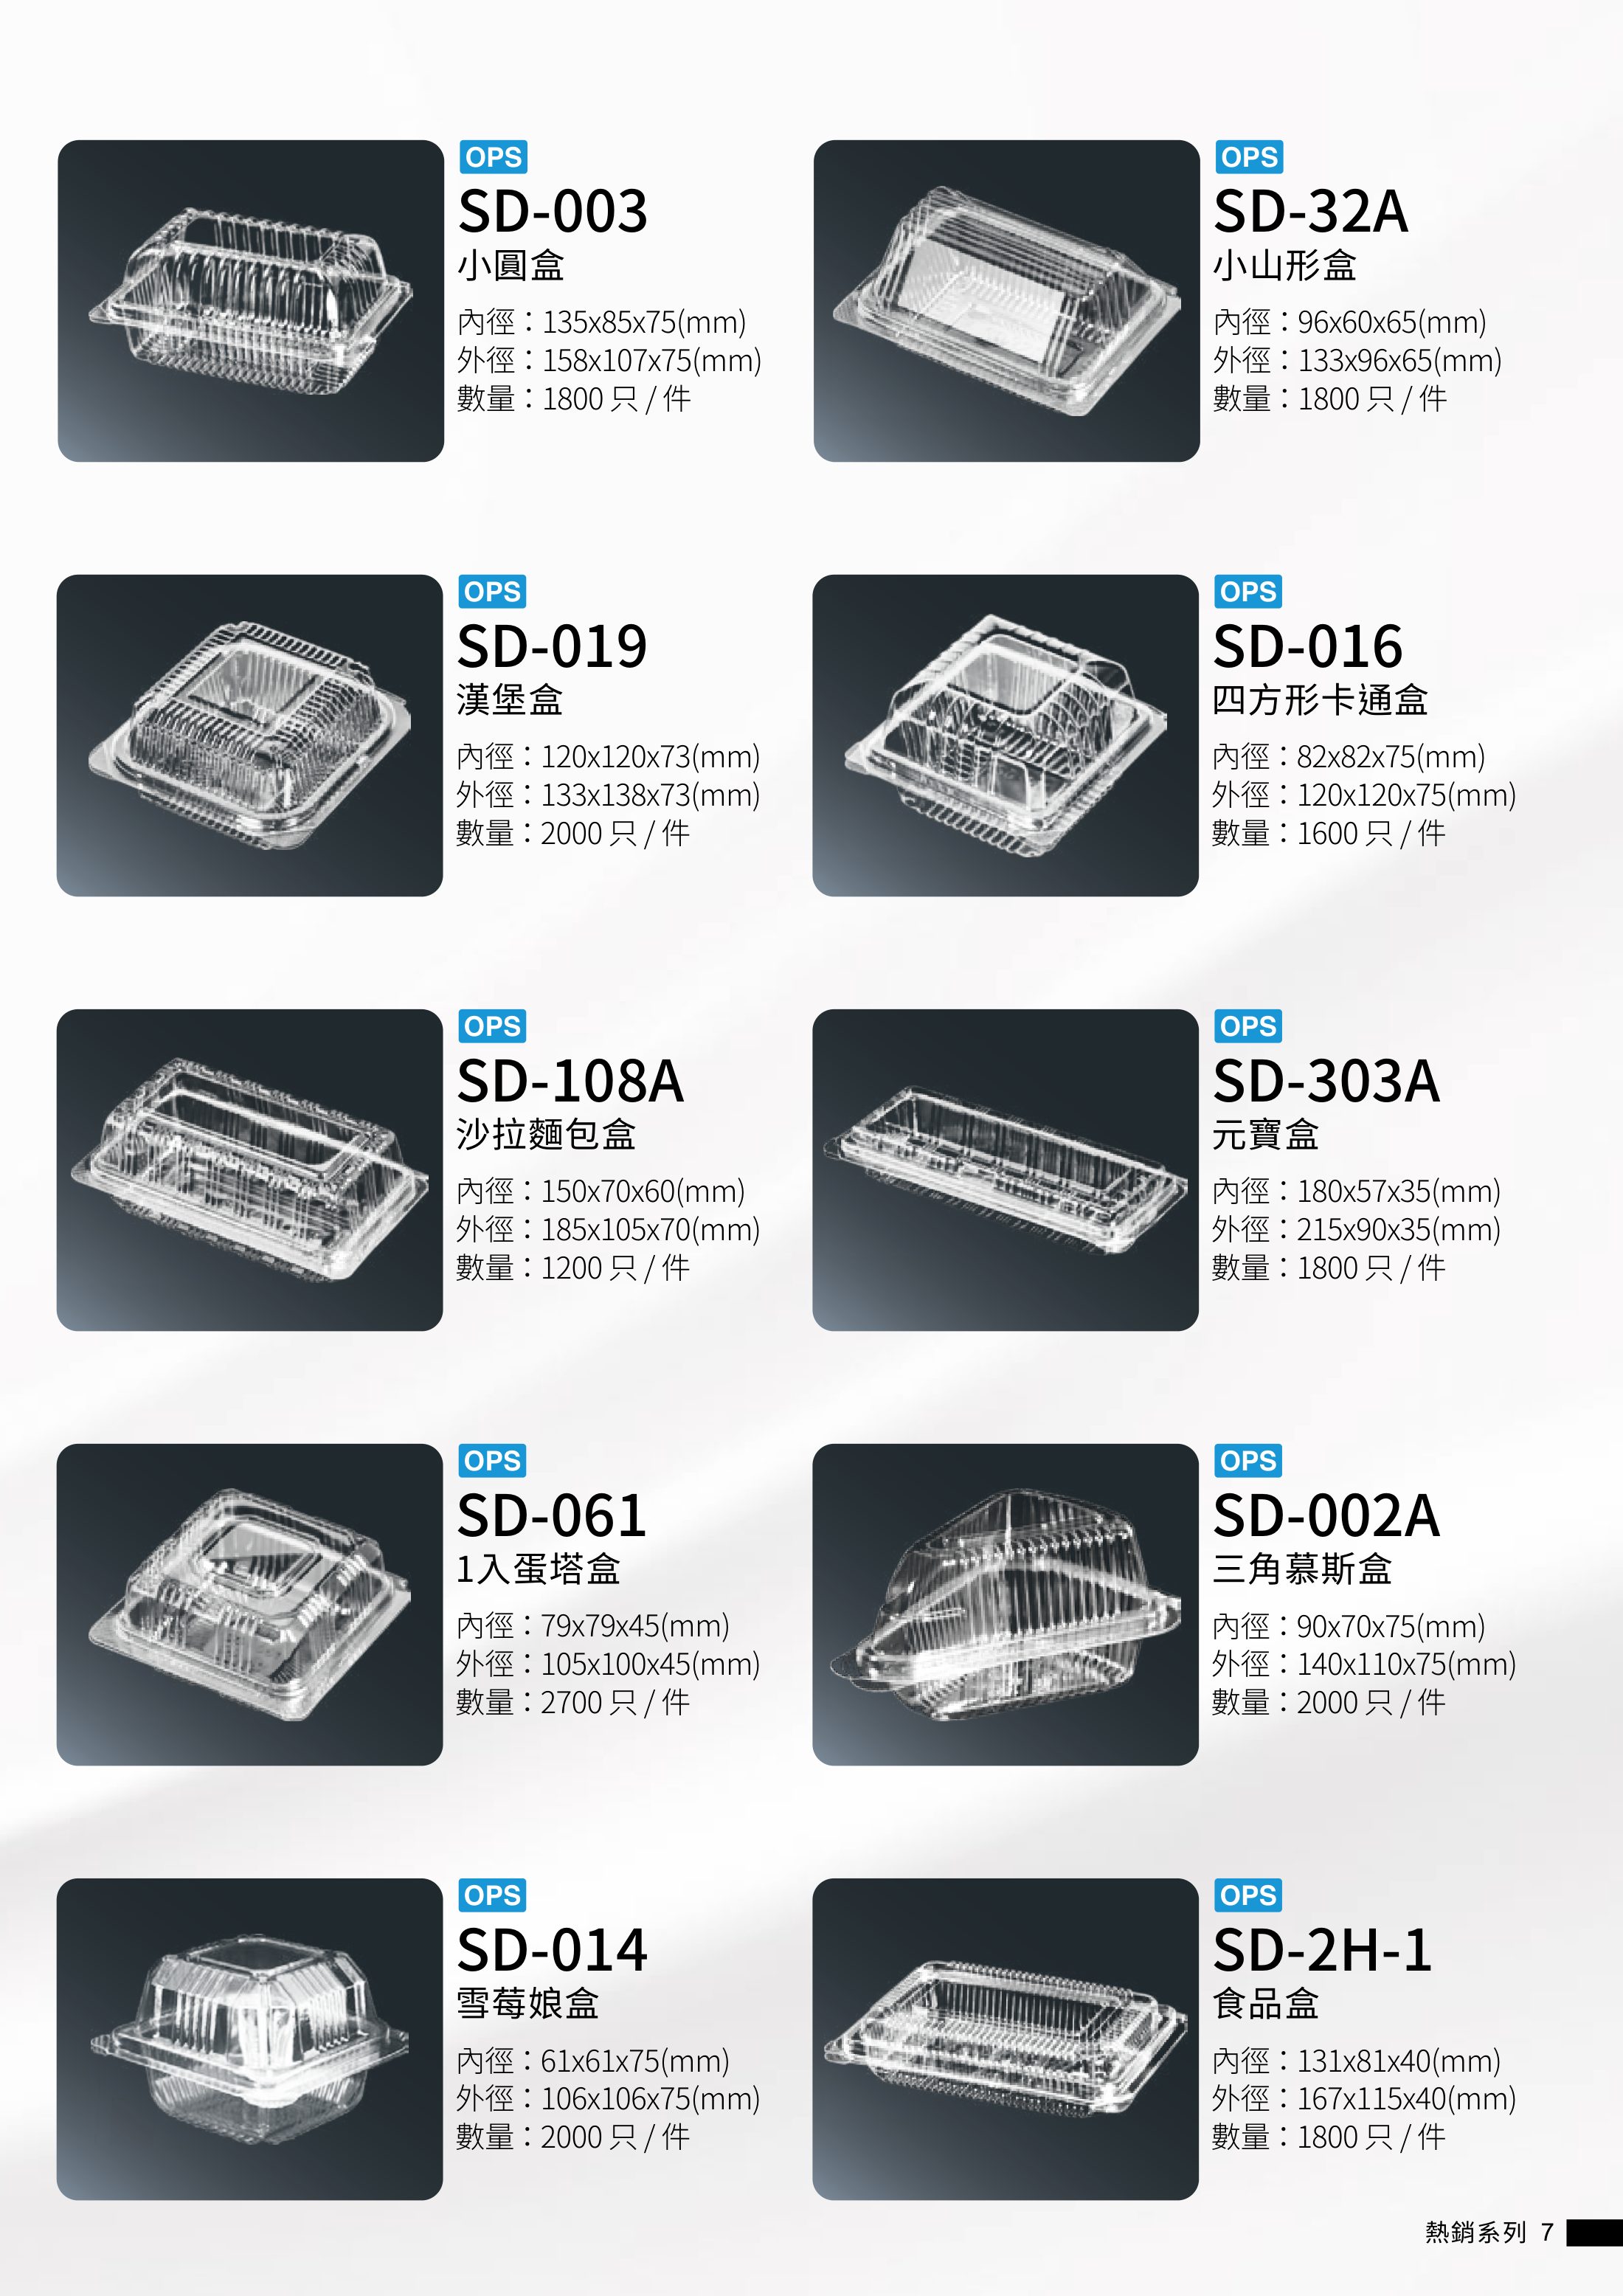 OPS
SD-003
小圓盒
內徑：135x85x75(mm)
外徑：158x107x75(mm)
數量：1800 只 / 件
OPS
SD-32A
小山形盒
內徑：96x60x65(mm)
外徑：133x96x65(mm)
數量：1800 只 / 件
OPS
SD-019
漢堡盒
內徑：120x120x73(mm)
外徑：133x138x73(mm)
數量：2000 只 / 件
OPS
SD-016
四方形卡通盒
內徑：82x82x75(mm)
外徑：120x120x75(mm)
數量：1600 只 / 件
OPS
SD-108A
沙拉麵包盒
內徑：150x70x60(mm)
外徑：185x105x70(mm)
數量：1200 只 / 件
OPS
SD-303A
元寶盒
內徑：180x57x35(mm)
外徑：215x90x35(mm)
數量：1800 只 / 件
OPS
SD-061
1入蛋塔盒
內徑：79x79x45(mm)
外徑：105x100x45(mm)
數量：2700 只 / 件
OPS
SD-002A
三角慕斯盒
內徑：90x70x75(mm)
外徑：140x110x75(mm)
數量：2000 只 / 件
OPS
SD-014
雪莓娘盒
內徑：61x61x75(mm)
外徑：106x106x75(mm)
數量：2000 只 / 件
OPS
SD-2H-1
食品盒
內徑：131x81x40(mm)
外徑：167x115x40(mm)
數量：1800 只 / 件
熱銷系列 7